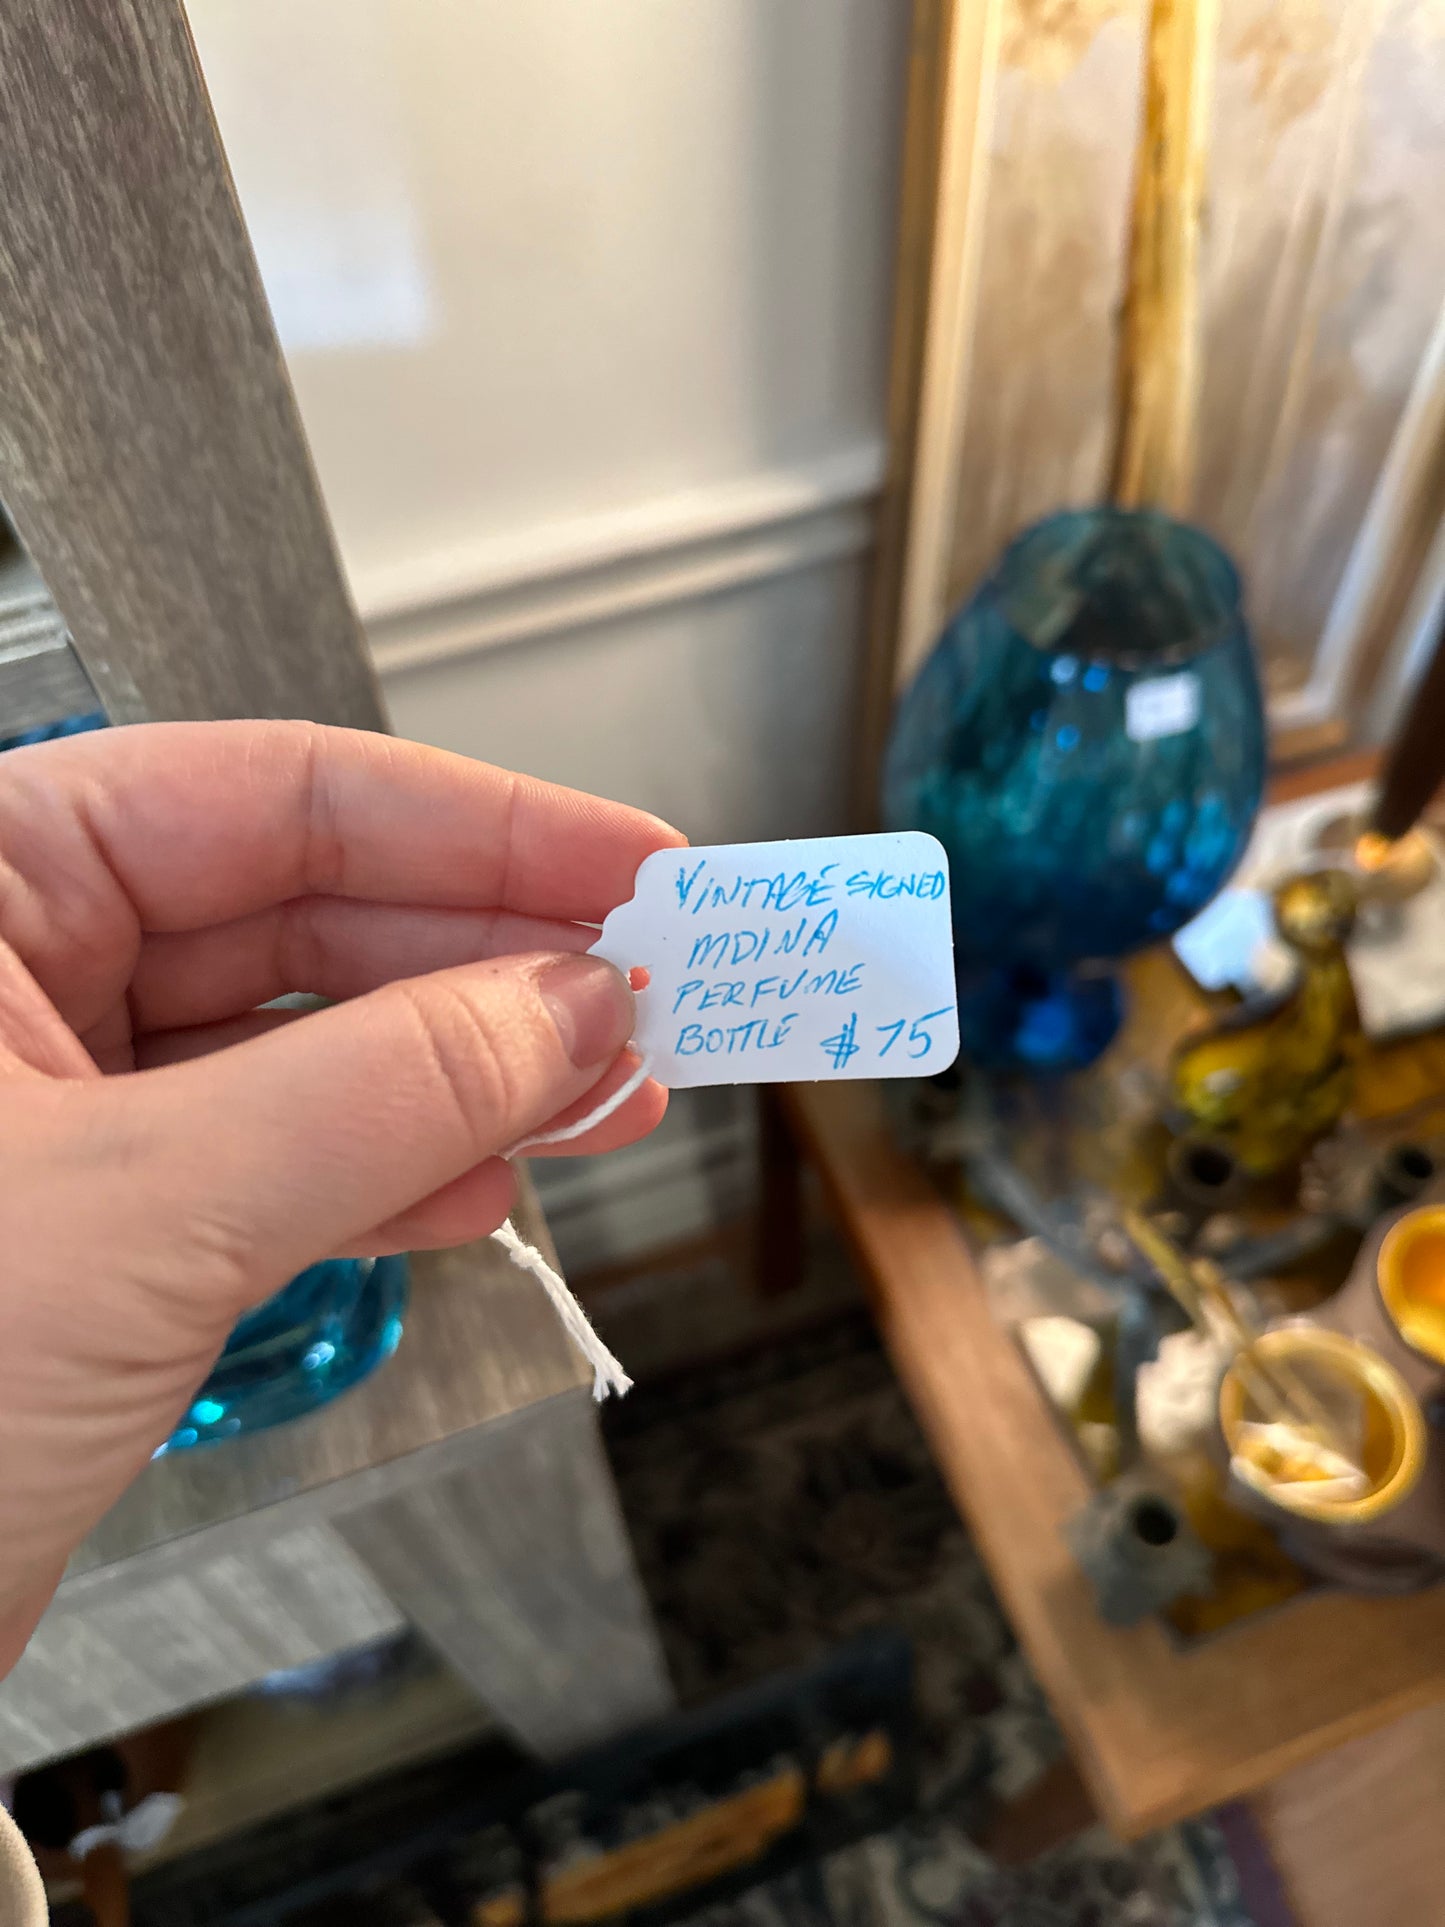 VINTAGE SIGNED
MDINA
PERFUME
BOTTLE $75